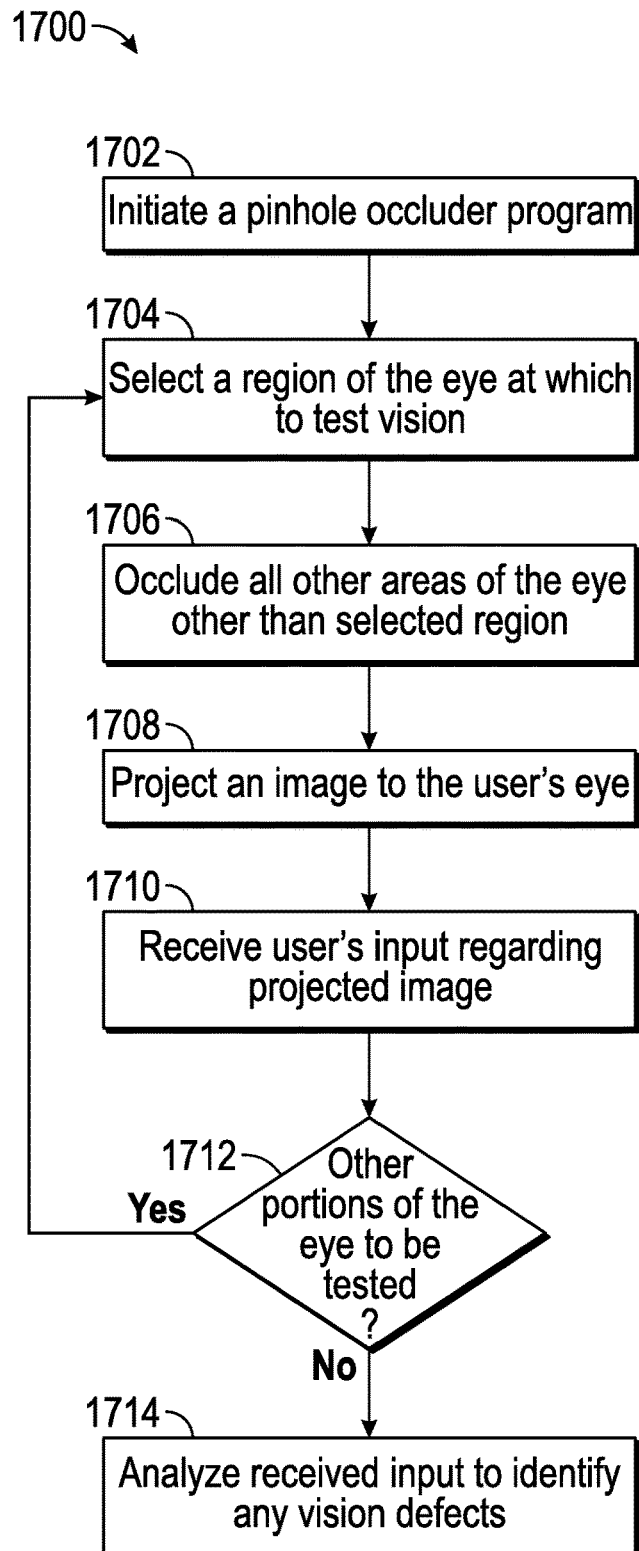 1700
1702
Initiate a pinhole occluder program
1704
Select a region of the eye at which
to test vision
1706
Occlude all other areas of the eye
other than selected region
1708
Project an image to the user's eye
1710
Receive user's input regarding
projected image
1712
Other
portions of the
eye to be
tested
?
Yes
No
1714
Analyze received input to identify
any vision defects